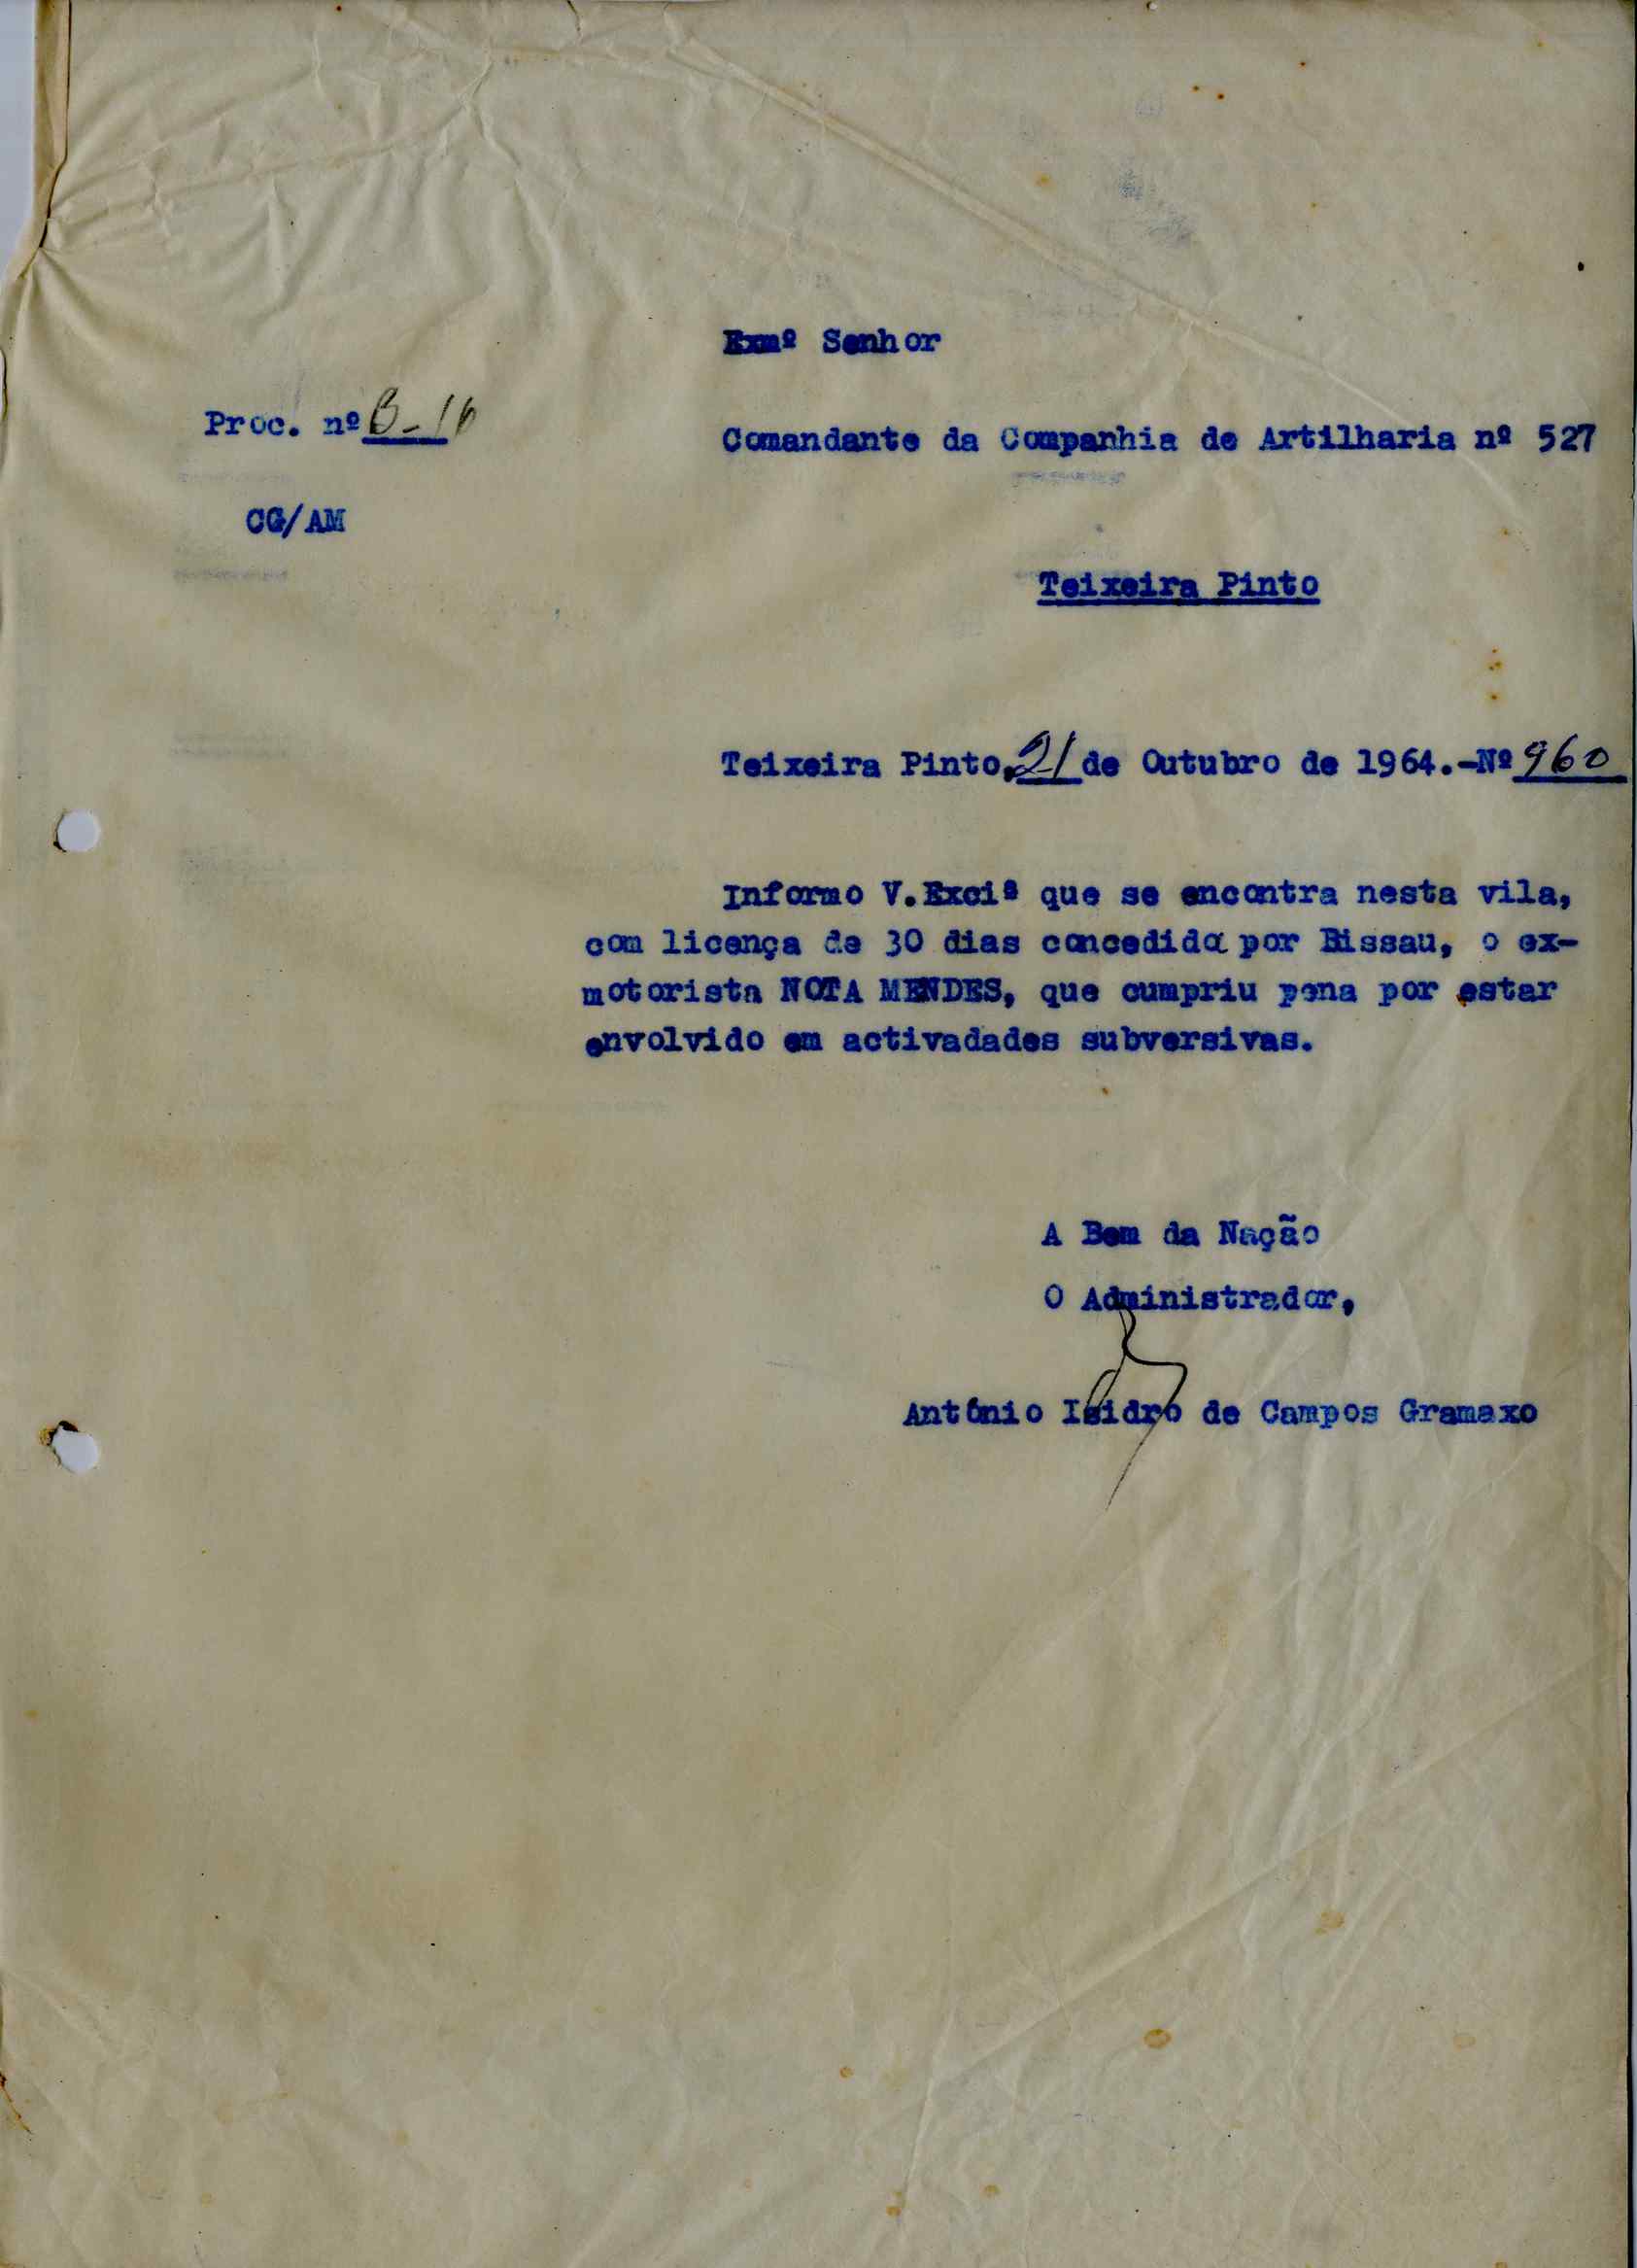 Exmº Senhor
Proc. nº B-16
Comandante da Companhia de Artilharia nº 527
CG/AM
Teixeira Pinto
Teixeira Pinto, 21 de Outubro de 1964.-Nº 960
Informo V.Exciª que se encontra nesta vila,
com licença de 30 dias concedida por Bissau, o ex-
motorista NOTA MENDES, que cumpriu pena por estar
envolvido em activadades subversivas.
A Bem da Nação
O Administrador,
António Isidro de Campos Gramaxo